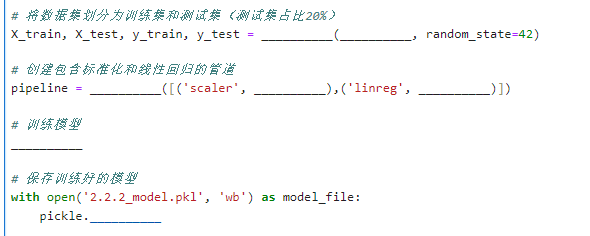 # 将数据集划分为训练集和测试集（测试集占比20%）
X_train, X_test, y_train, y_test = __________(__________, random_state=42)
# 创建包含标准化和线性回归的管道
pipeline = __________([('scaler', __________),('linreg', __________)])
# 训练模型
__________
# 保存训练好的模型
with open('2.2.2_model.pkl', 'wb') as model_file:
    pickle.__________